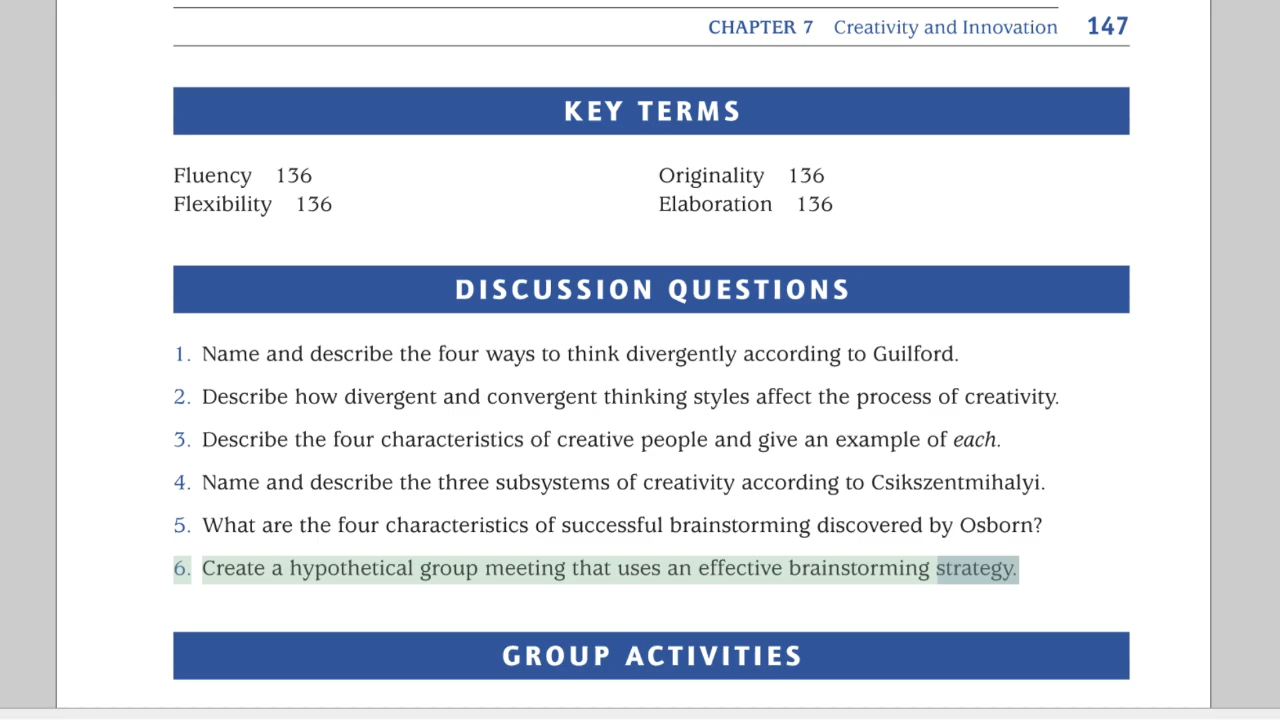 CHAPTER 7 Creativity and Innovation 147
KEY TERMS
Fluency 136
Flexibility 136
Originality 136
Elaboration 136
DISCUSSION QUESTIONS
1. Name and describe the four ways to think divergently according to Guilford.
2. Describe how divergent and convergent thinking styles affect the process of creativity.
3. Describe the four characteristics of creative people and give an example of each.
4. Name and describe the three subsystems of creativity according to Csikszentmihalyi.
5. What are the four characteristics of successful brainstorming discovered by Osborn?
6. Create a hypothetical group meeting that uses an effective brainstorming strategy.
GROUP ACTIVITIES